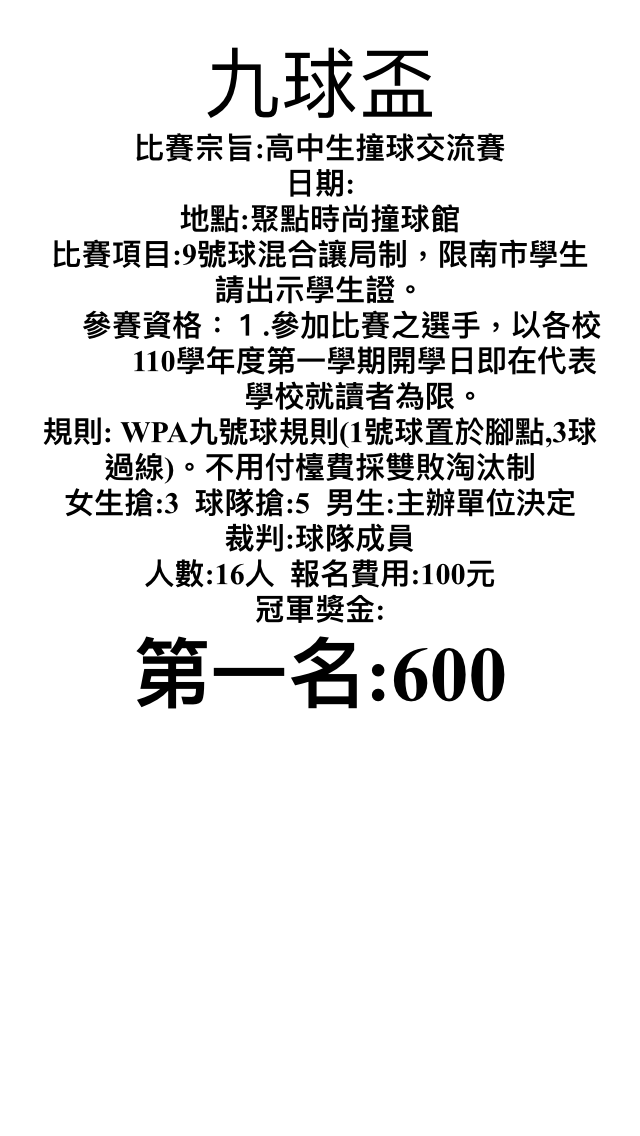 九球盃
比賽宗旨:高中生撞球交流賽
日期:
地點:聚點時尚撞球館
比賽項目:9號球混合讓局制，限南市學生
請出示學生證。
參賽資格：１.參加比賽之選手，以各校
110學年度第一學期開學日即在代表
學校就讀者為限。
規則: WPA九號球規則(1號球置於腳點,3球
過線)。不用付檯費採雙敗淘汰制
女生搶:3 球隊搶:5 男生:主辦單位決定
裁判:球隊成員
人數:16人 報名費用:100元
冠軍獎金:
第一名:600